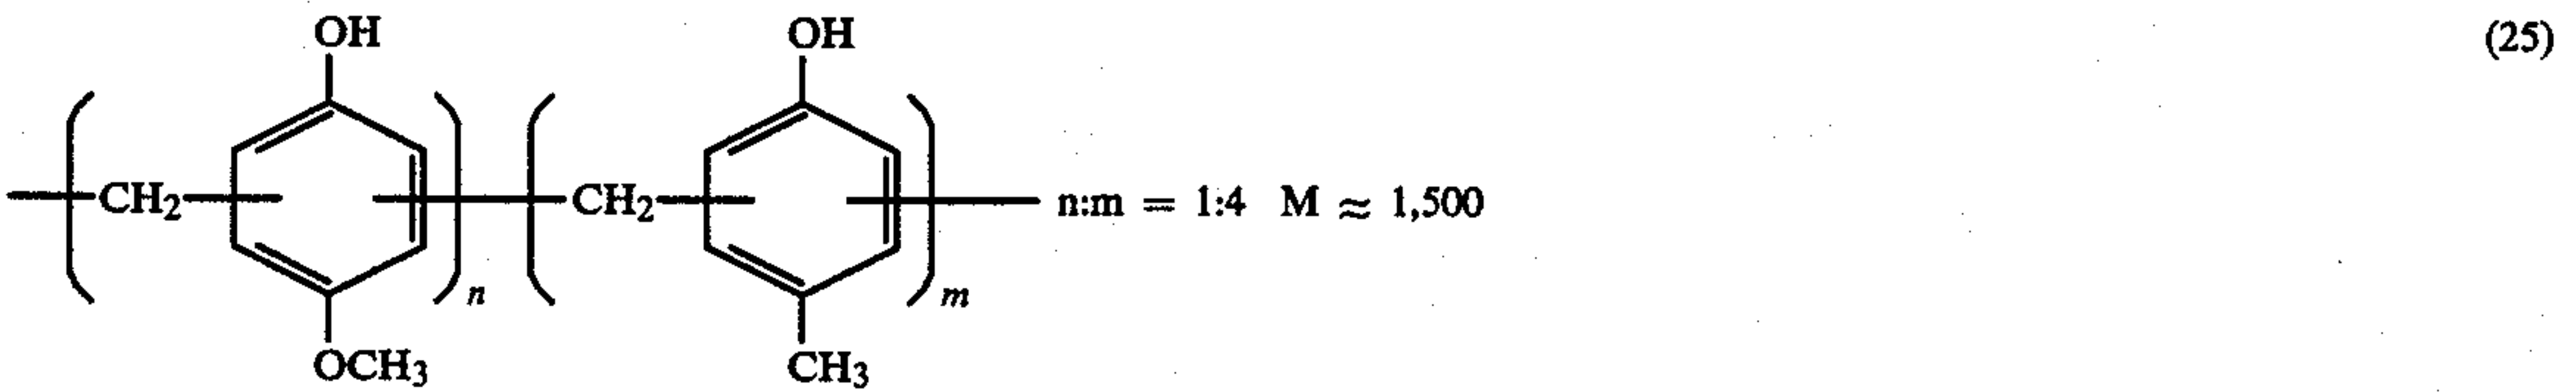 OH OH (25)
CH₂ CH₂ n:m = 1:4 M ≈ 1,500
n m
OCH₃ CH₃